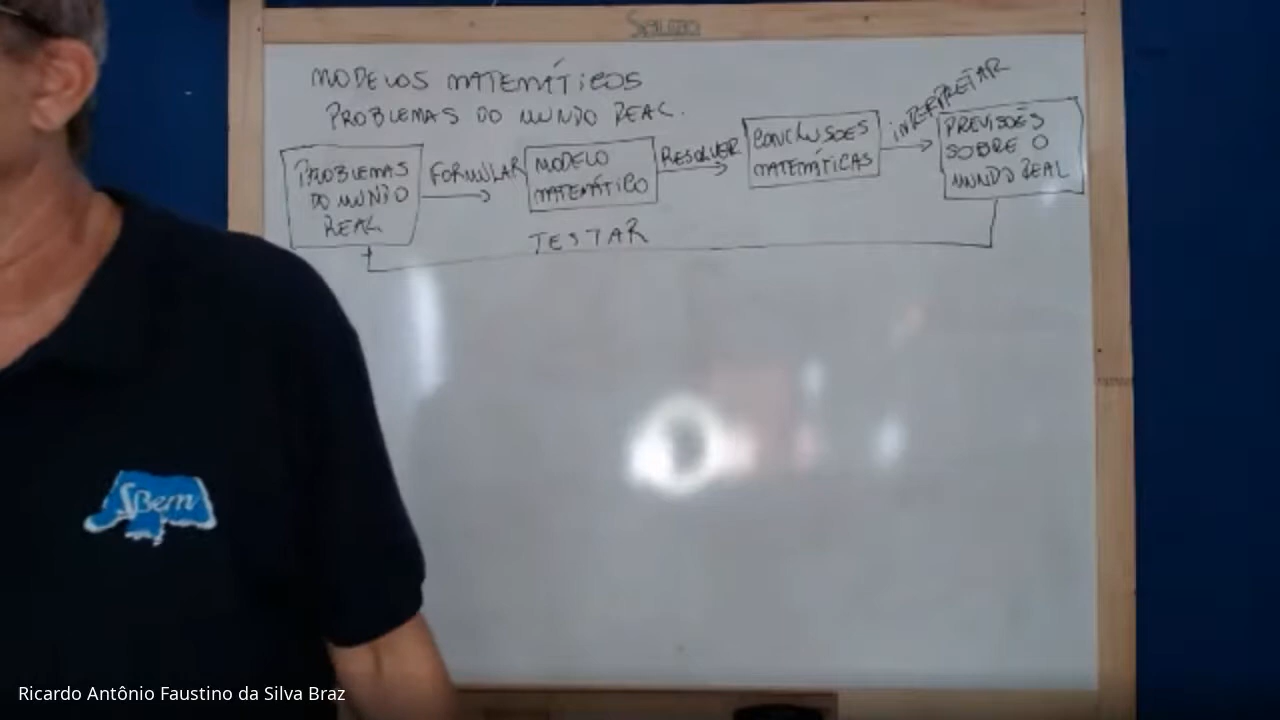 MODELOS MATEMÁTICOS
PROBLEMAS DO MUNDO REAL.
PROBLEMAS
DO MUNDO
REAL
FORMULAR
MODELO
MATEMÁTICO
RESOLVER
CONCLUSÕES
MATEMÁTICAS
INTERPRETAR
PREVISÕES
SOBRE O
MUNDO REAL
TESTAR
SBem
Ricardo Antônio Faustino da Silva Braz